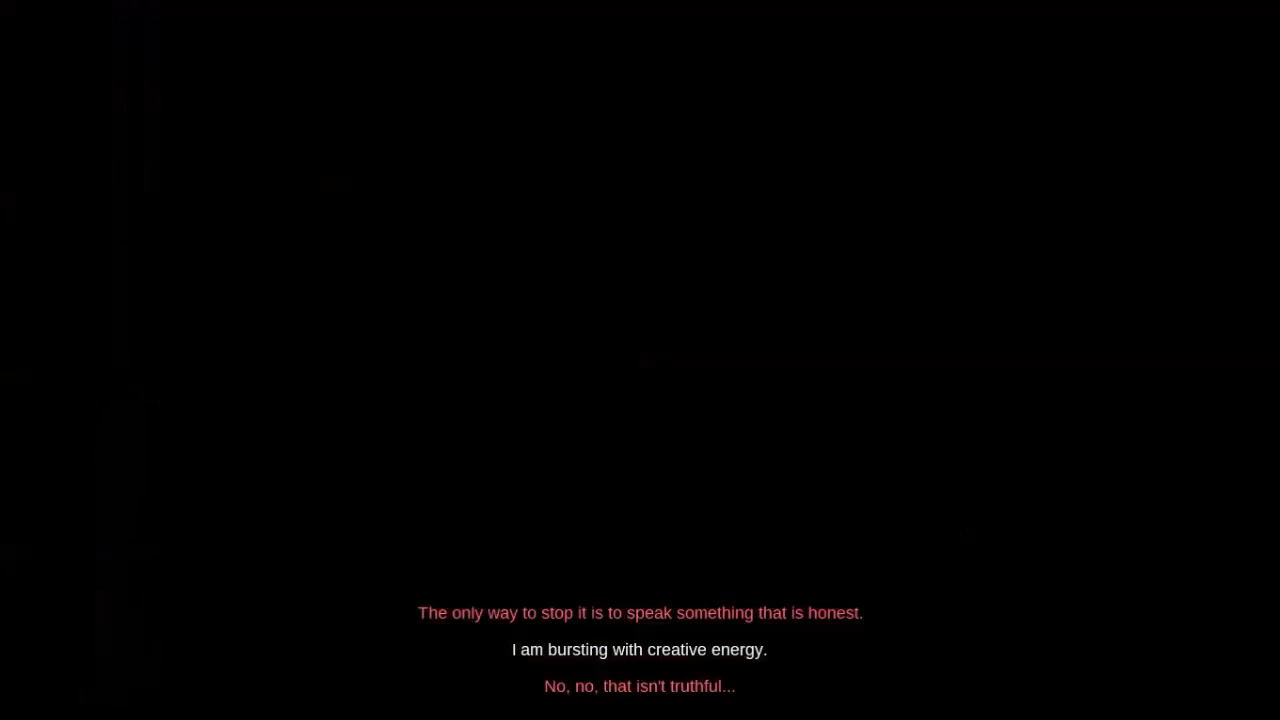 The only way to stop it is to speak something that is honest.
I am bursting with creative energy.
No, no, that isn't truthful...